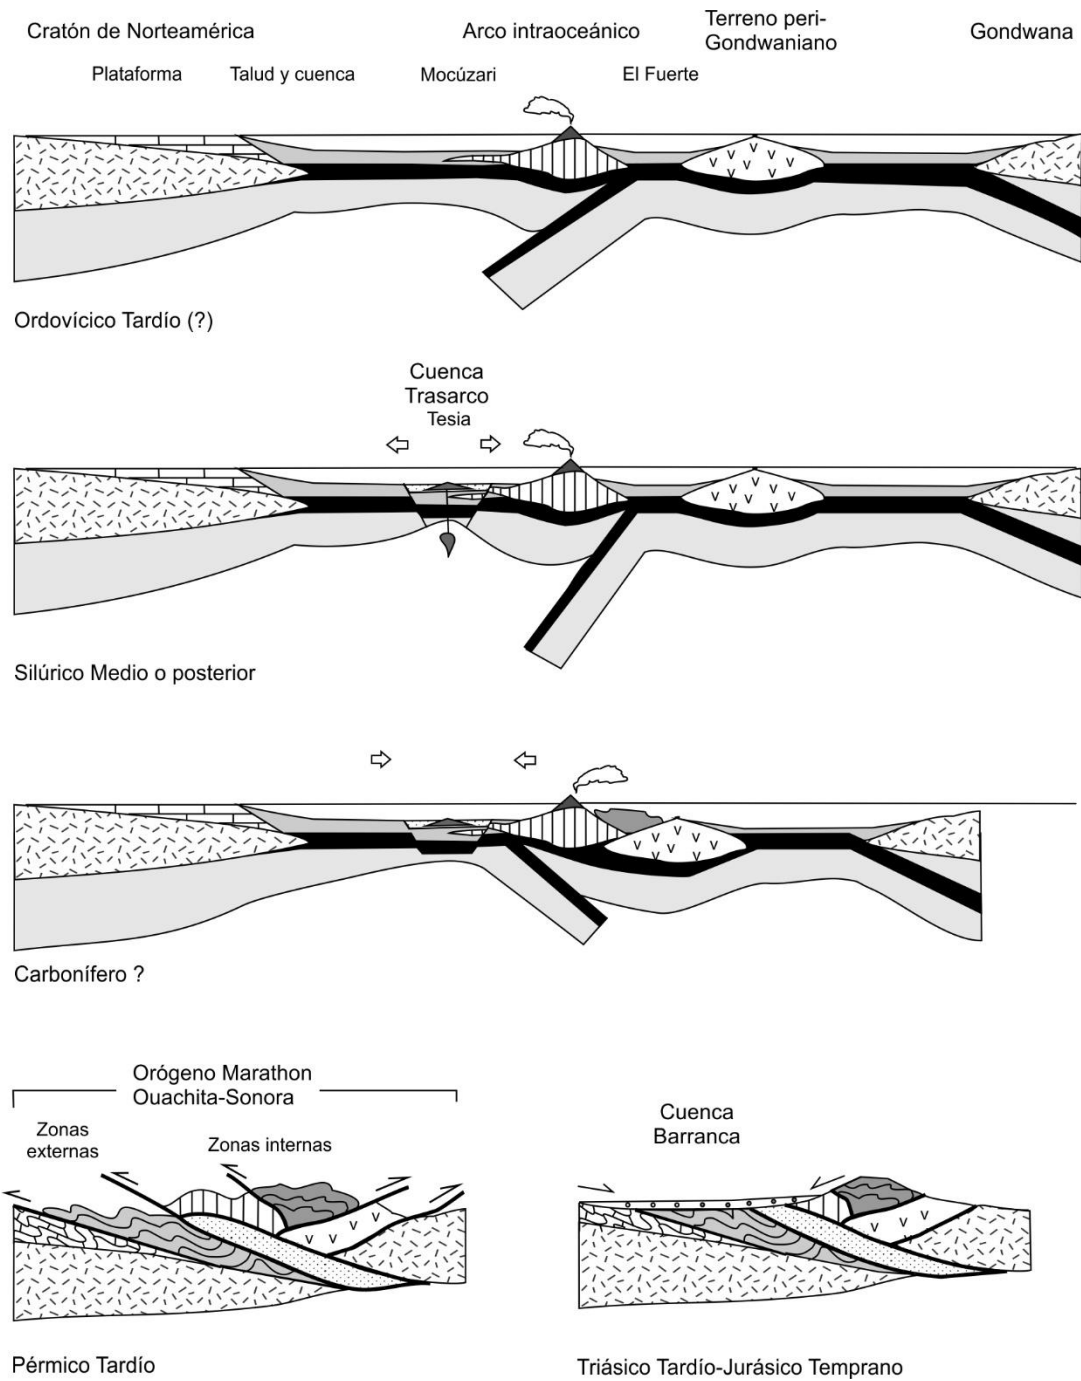 Cratón de Norteamérica
Arco intraoceánico
Terreno peri-
Gondwaniano
Gondwana
Plataforma
Talud y cuenca
Mocúzari
El Fuerte
Ordovícico Tardío (?)
Cuenca
Trasarco
Tesia
Silúrico Medio o posterior
Carbonífero ?
Orógeno Marathon
Ouachita-Sonora
Zonas
externas
Zonas internas
Cuenca
Barranca
Pérmico Tardío
Triásico Tardío-Jurásico Temprano